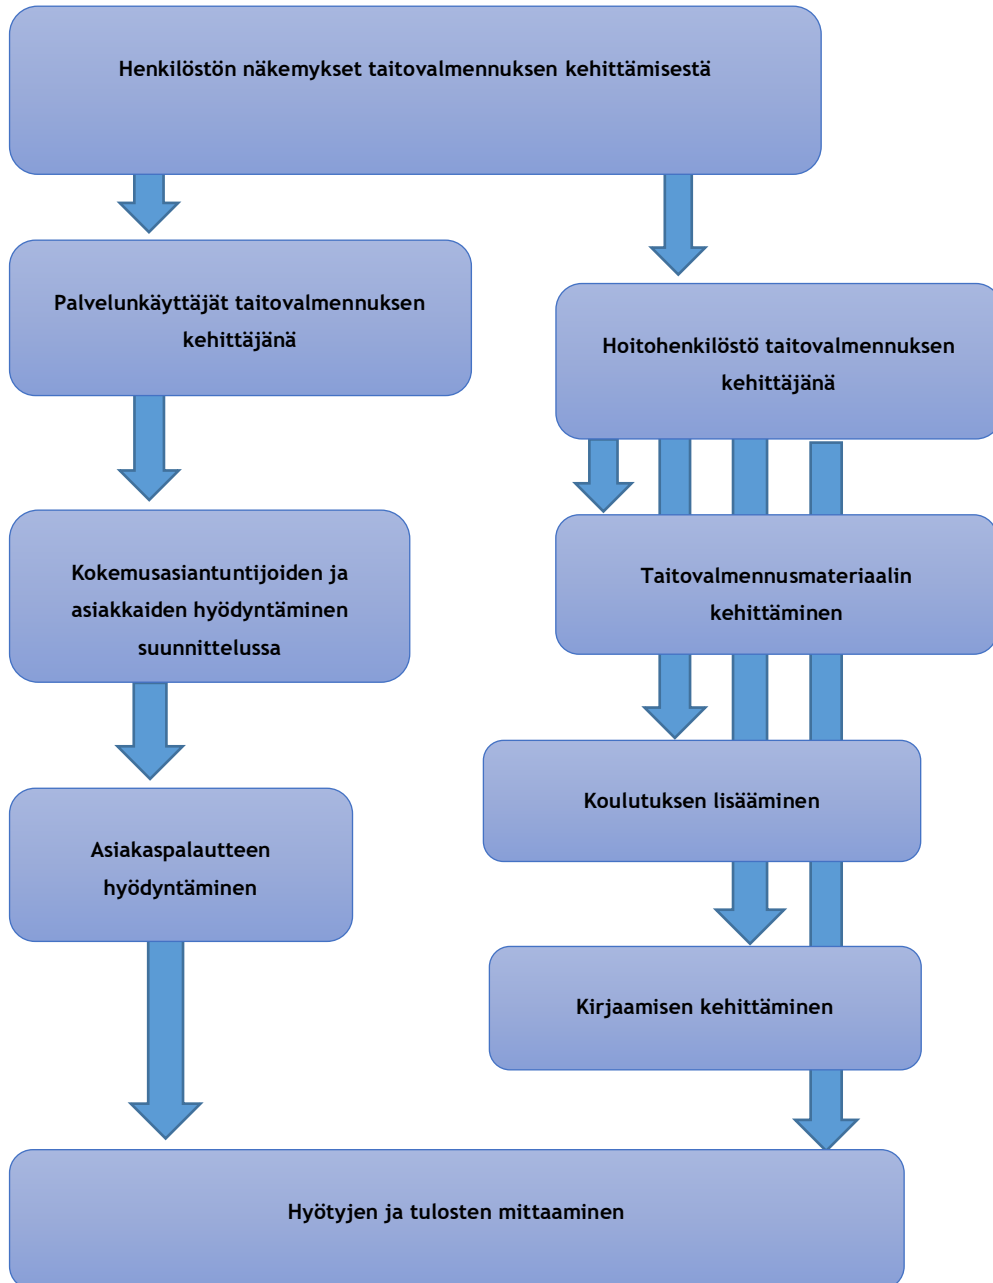 Henkilöstön näkemykset taitovalmennuksen kehittämisestä
Palvelunkäyttäjät taitovalmennuksen
kehittäjänä
Hoitohenkilöstö taitovalmennuksen
kehittäjänä
Kokemusasiantuntijoiden ja
asiakkaiden hyödyntäminen
suunnittelussa
Taitovalmennusmateriaalin
kehittäminen
Koulutuksen lisääminen
Asiakaspalautteen
hyödyntäminen
Kirjaamisen kehittäminen
Hyötyjen ja tulosten mittaaminen